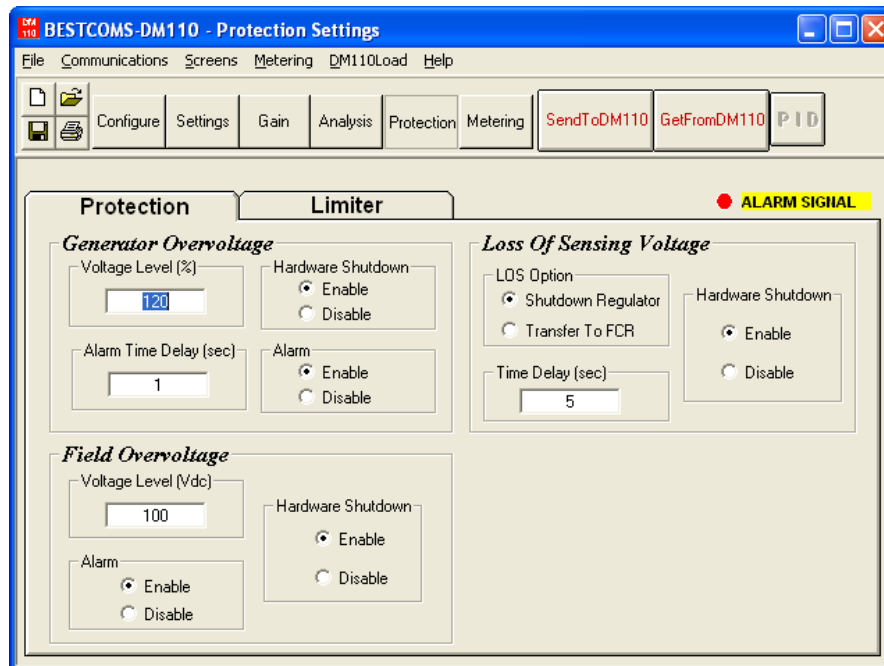 DM
110
BESTCOMS-DM110 - Protection Settings
File Communications Screens Metering DM110Load Help
Configure Settings Gain Analysis Protection Metering SendToDM110 GetFromDM110 PID
Protection Limiter ALARM SIGNAL
Generator Overvoltage
Voltage Level (%)
120
Hardware Shutdown
Enable
Disable
Alarm Time Delay (sec)
1
Alarm
Enable
Disable
Loss Of Sensing Voltage
LOS Option
Shutdown Regulator
Transfer To FCR
Hardware Shutdown
Enable
Disable
Time Delay (sec)
5
Field Overvoltage
Voltage Level (Vdc)
100
Hardware Shutdown
Enable
Disable
Alarm
Enable
Disable